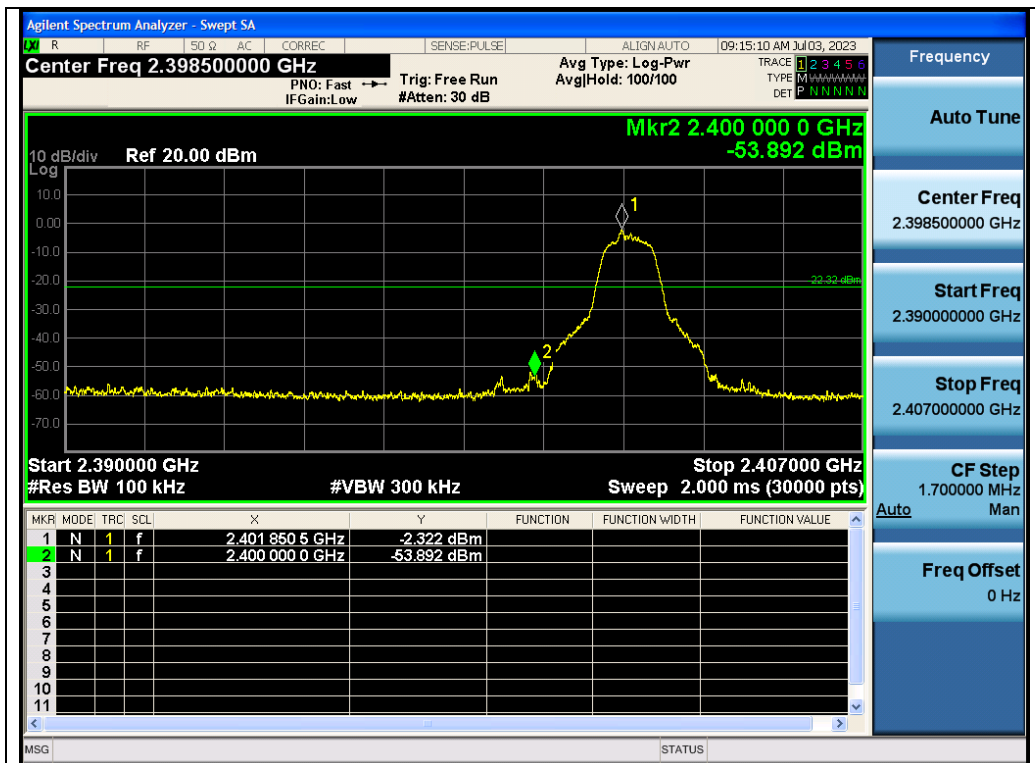 Agilent Spectrum Analyzer - Swept SA
LXI R RF 50 Ω AC CORREC SENSE:PULSE ALIGN AUTO 09:15:10 AM Jul 03, 2023
Center Freq 2.398500000 GHz
PNO: Fast
IFGain:Low
Trig: Free Run
#Atten: 30 dB
Avg Type: Log-Pwr
Avg|Hold: 100/100
TRACE 1 2 3 4 5 6
TYPE M
DET P N N N N N
Mkr2 2.400 000 0 GHz
-53.892 dBm
10 dB/div Ref 20.00 dBm
Log
10.0
0.00
-10.0
-20.0
-30.0
-40.0
-50.0
-60.0
-70.0
1
22.32 dBm
2
Start 2.390000 GHz Stop 2.407000 GHz
#Res BW 100 kHz #VBW 300 kHz Sweep 2.000 ms (30000 pts)
MKR MODE TRC SCL X Y FUNCTION FUNCTION WIDTH FUNCTION VALUE
1 N 1 f 2.401 850 5 GHz -2.322 dBm
2 N 1 f 2.400 000 0 GHz -53.892 dBm
3
4
5
6
7
8
9
10
11
MSG STATUS
Frequency
Auto Tune
Center Freq
2.398500000 GHz
Start Freq
2.390000000 GHz
Stop Freq
2.407000000 GHz
CF Step
1.700000 MHz
Auto Man
Freq Offset
0 Hz